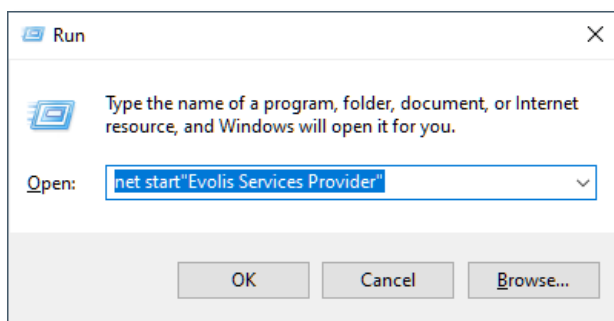 Run
Type the name of a program, folder, document, or Internet
resource, and Windows will open it for you.
Open: net start"Evolis Services Provider"
OK Cancel Browse...